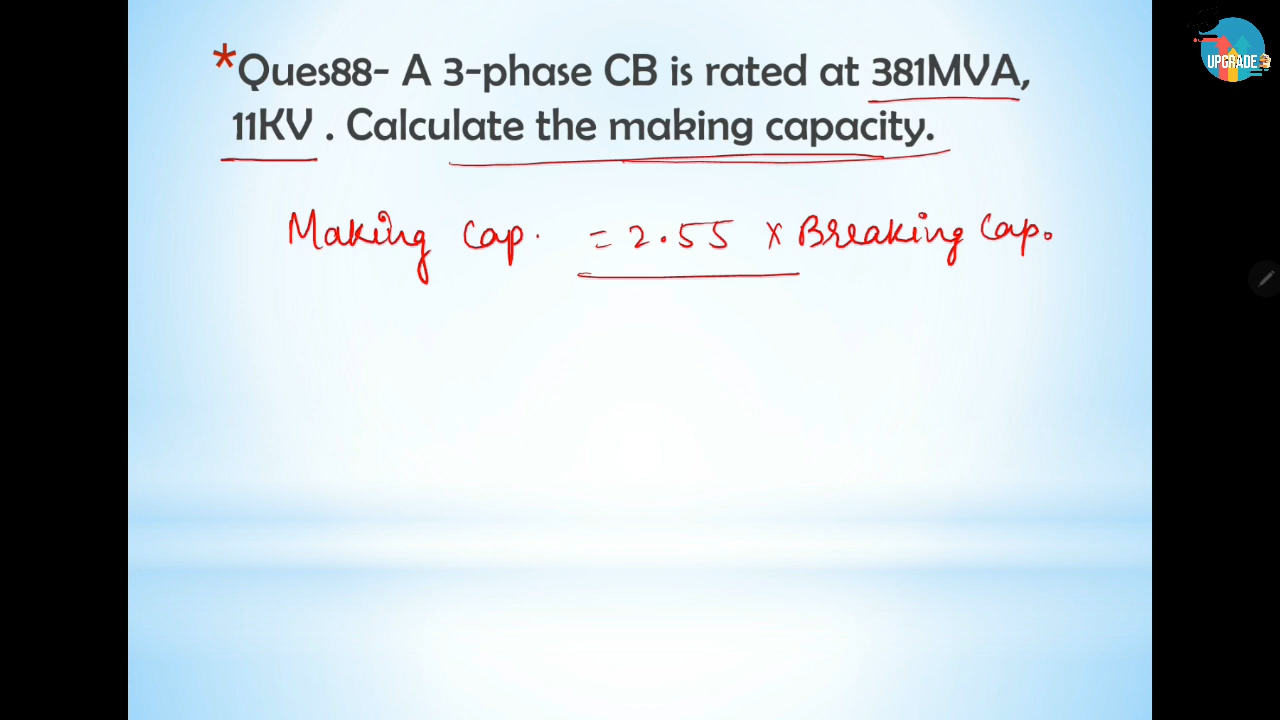 UPGRADE
*Ques88- A 3-phase CB is rated at 381MVA,
11KV . Calculate the making capacity.
Making Cap. = 2.55 x Breaking Cap.